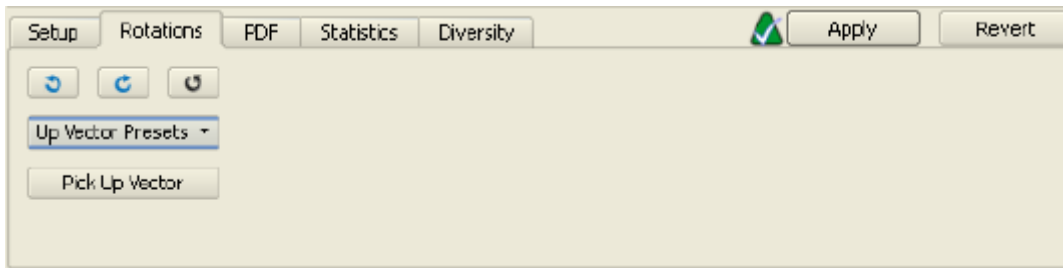 Setup Rotations PDF Statistics Diversity Apply Revert
Up Vector Presets
Pick Up Vector